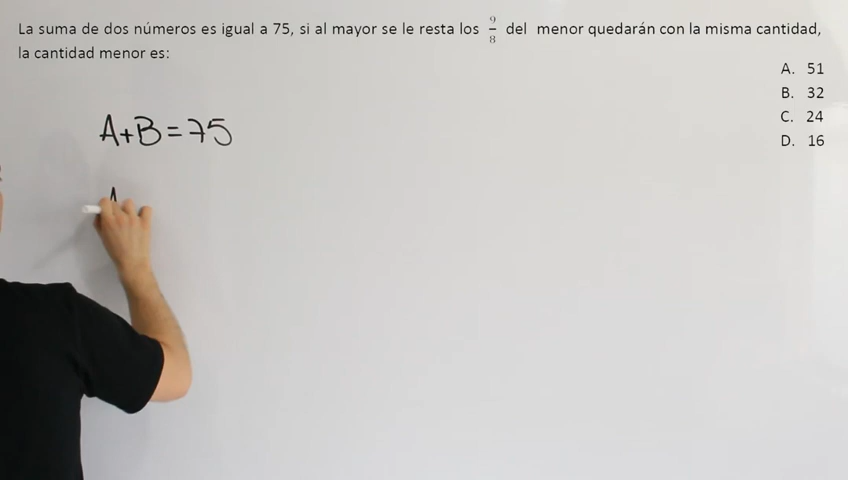 La suma de dos números es igual a 75, si al mayor se le resta los 9/8 del menor quedarán con la misma cantidad,
la cantidad menor es:
A. 51
B. 32
C. 24
D. 16
A+B=75
A